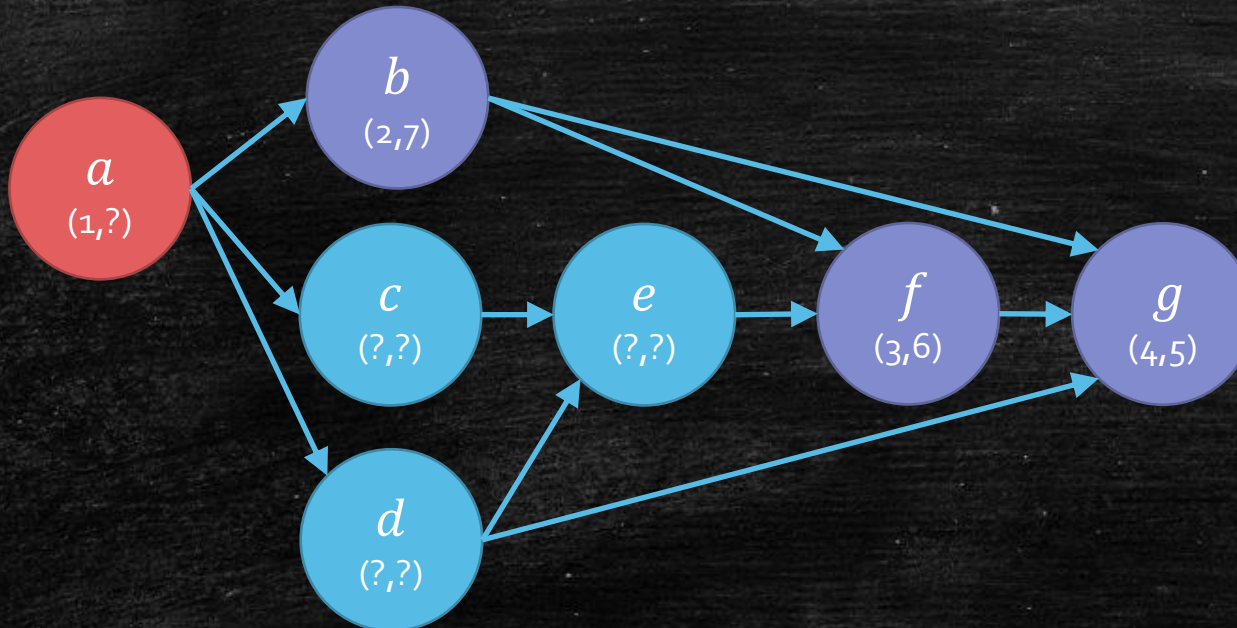 b
(2,7)
a
(1,?)
c
(?,?)
e
(?,?)
f
(3,6)
g
(4,5)
d
(?,?)